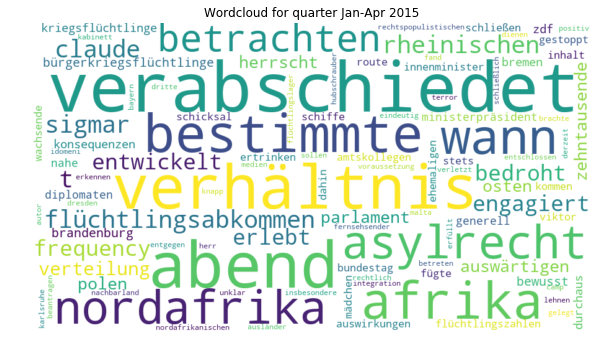 Wordcloud for quarter Jan-Apr 2015
kriegsflüchtlinge
betrachten
rechtspopulistischen
schließen
zdf
positiv
kabinett
dienen
claude
rheinischen
gestoppt
bürgerkriegsflüchtlinge
herrscht
route
innenminister
bremen
inhalt
verabschiedet
wachsende
bayern
dritte
flüchtlingslager
hubschrauber
eindeutig
terror
fand
schließlich
brachte
zehntausende
sigmar
schicksal
schiffe
ministerpräsident
konsequenzen
bestimmte
wann
idomeni
nahe
entwickelt
ertrinken
amtskollegen
stets
bedroht
derzeit
entschlossen
t
erkennen
medien
sollen
voraussetzung
verletzt
diplomaten
verhältnis
dahin
ehemaligen
osten
kommen
autor
dresden
knapp
malta
engagiert
flüchtlingsabkommen
parlament
generell
viktor
brandenburg
erlebt
fernsehsender
erfüllt
frequency
entgegen
herr
abend
asylrecht
verteilung
bundestag
fügte
auswärtigen
polen
mädchen
betreten
rechtlich
bewusst
durchaus
karlsruhe
beantragen
nachbarland
unklar
insbesondere
integration
camp
lehnen
gelegt
nordafrika
afrika
auswirkungen
flüchtlingszahlen
nordafrikanischen
ausländer